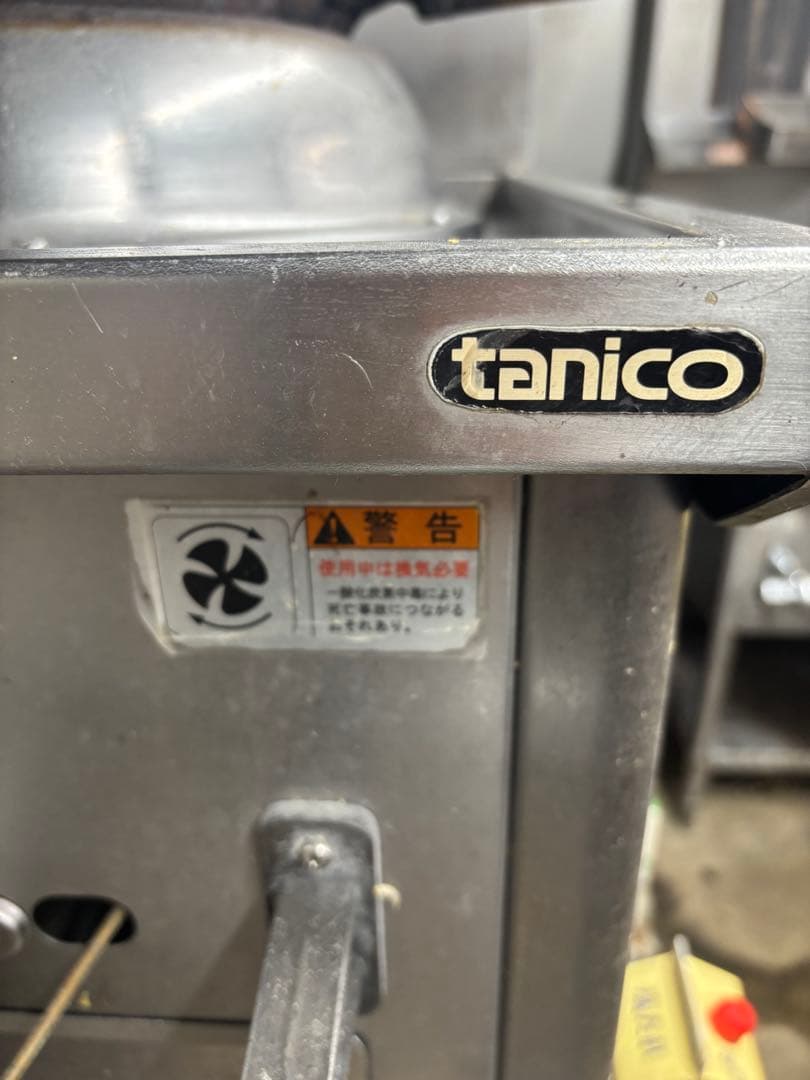 tanico
警告
使用中は換気必要
一酸化炭素中毒により
死亡事故につながる
おそれあり。